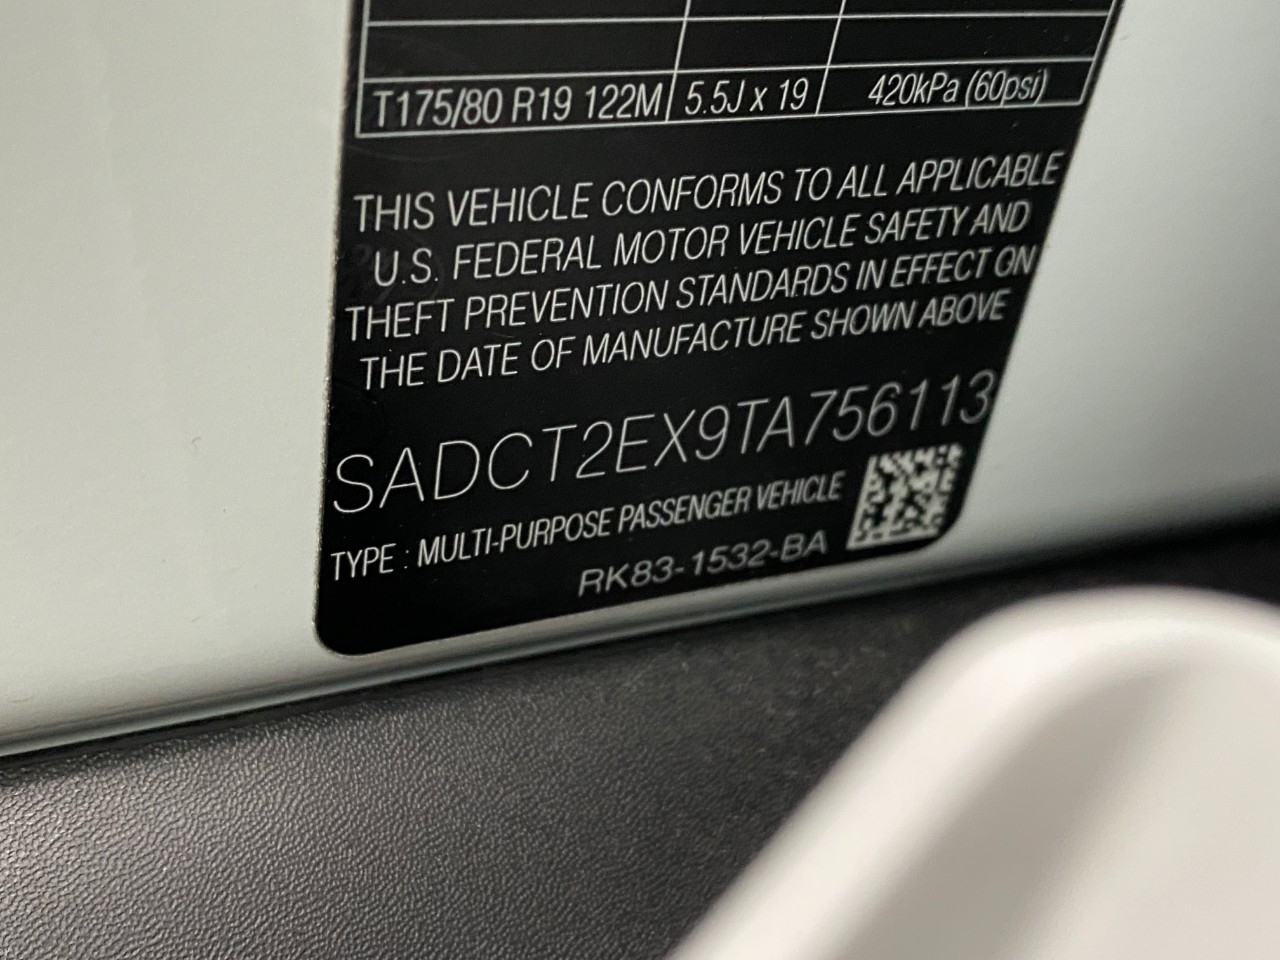 T175/80 R19 122M 5.5J x 19 420kPa (60psi)
THIS VEHICLE CONFORMS TO ALL APPLICABLE
U.S. FEDERAL MOTOR VEHICLE SAFETY AND
THEFT PREVENTION STANDARDS IN EFFECT ON
THE DATE OF MANUFACTURE SHOWN ABOVE
SADCT2EX9TA756113
TYPE : MULTI-PURPOSE PASSENGER VEHICLE
RK83-1532-BA